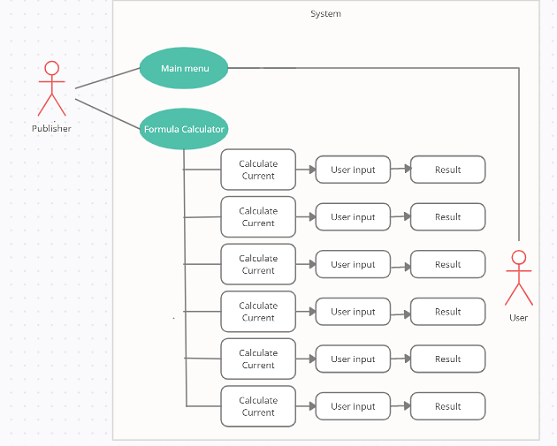 System
Main menu
Publisher
Formula Calculator
Calculate
Current
User input
Result
Calculate
Current
User input
Result
Calculate
Current
User input
Result
User
Calculate
Current
User input
Result
Calculate
Current
User input
Result
Calculate
Current
User input
Result